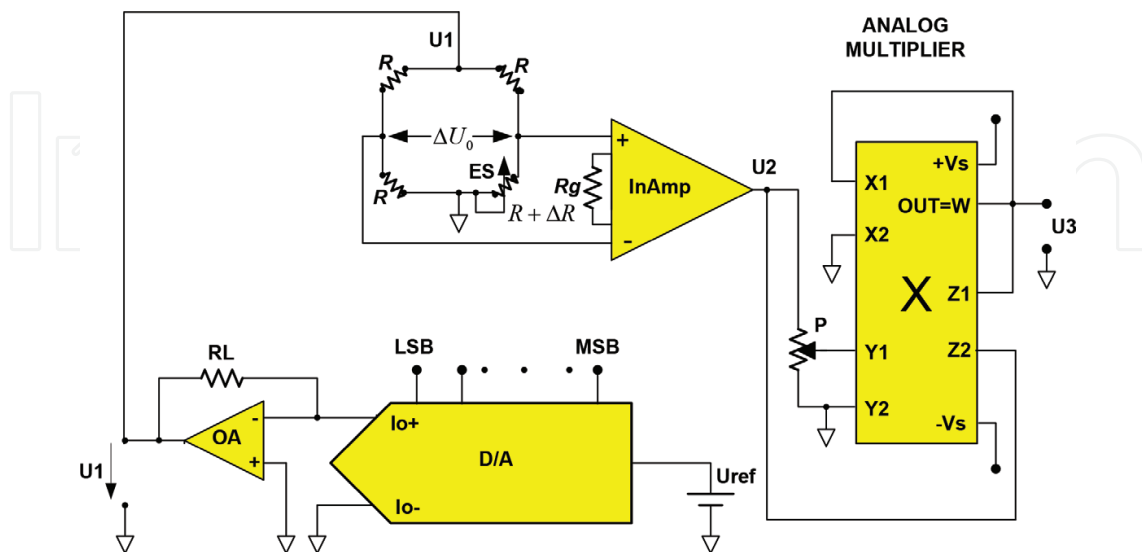 ANALOG
MULTIPLIER
U1
R
R
ΔU₀
ES
R
R + ΔR
Rg
+
-
InAmp
U2
X1
X2
+Vs
OUT=W
U3
X
Z1
P
Y1
Z2
Y2
-Vs
RL
LSB
MSB
-
+
OA
Io+
D/A
Io-
Uref
U1